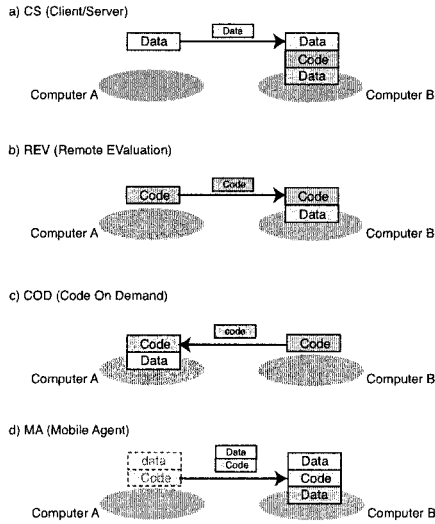 a) CS (Client/Server)
Data
Data
Data
Code
Data
Computer A
Computer B
b) REV (Remote EValuation)
Code
Code
Code
Data
Computer A
Computer B
c) COD (Code On Demand)
Code
code
Code
Data
Computer A
Computer B
d) MA (Mobile Agent)
data
Code
Data
Code
Data
Code
Data
Computer A
Computer B